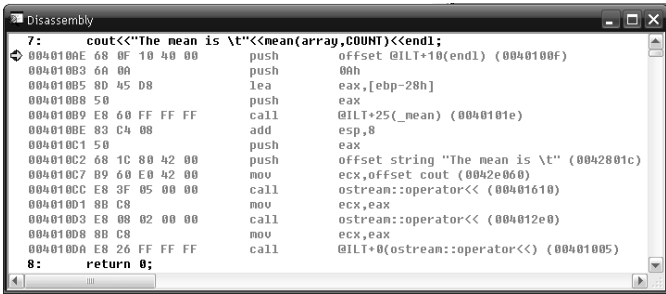 Disassembly
7:      cout<<"The mean is \t"<<mean(array,COUNT)<<endl;
004010AE 68 0F 10 40 00       push        offset @ILT+10(endl) (0040100f)
004010B3 6A 0A                push        0Ah
004010B5 8D 45 D8             lea         eax,[ebp-28h]
004010B8 50                   push        eax
004010B9 E8 60 FF FF FF       call        @ILT+25(_mean) (0040101e)
004010BE 83 C4 08             add         esp,8
004010C1 50                   push        eax
004010C2 68 1C 80 42 00       push        offset string "The mean is \t" (0042801c)
004010C7 B9 60 E0 42 00       mov         ecx,offset cout (0042e060)
004010CC E8 3F 05 00 00       call        ostream::operator<< (00401610)
004010D1 8B C8                mov         ecx,eax
004010D3 E8 08 02 00 00       call        ostream::operator<< (004012e0)
004010D8 8B C8                mov         ecx,eax
004010DA E8 26 FF FF FF       call        @ILT+0(ostream::operator<<) (00401005)
8:      return 0;